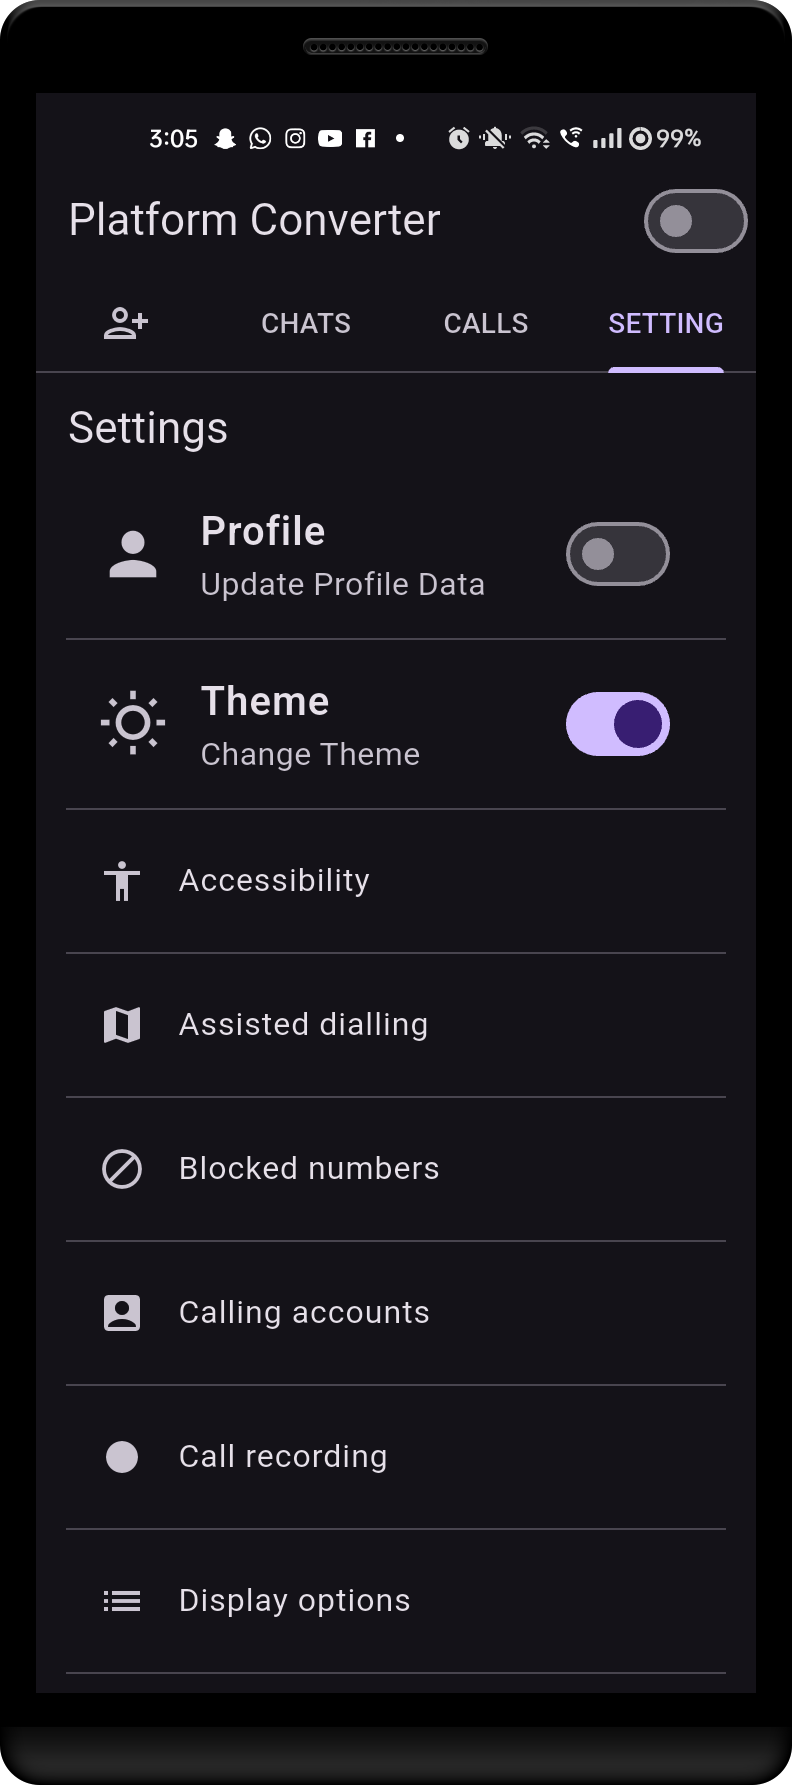 3:05 99%
Platform Converter
CHATS CALLS SETTING
Settings
Profile
Update Profile Data
Theme
Change Theme
Accessibility
Assisted dialling
Blocked numbers
Calling accounts
Call recording
Display options